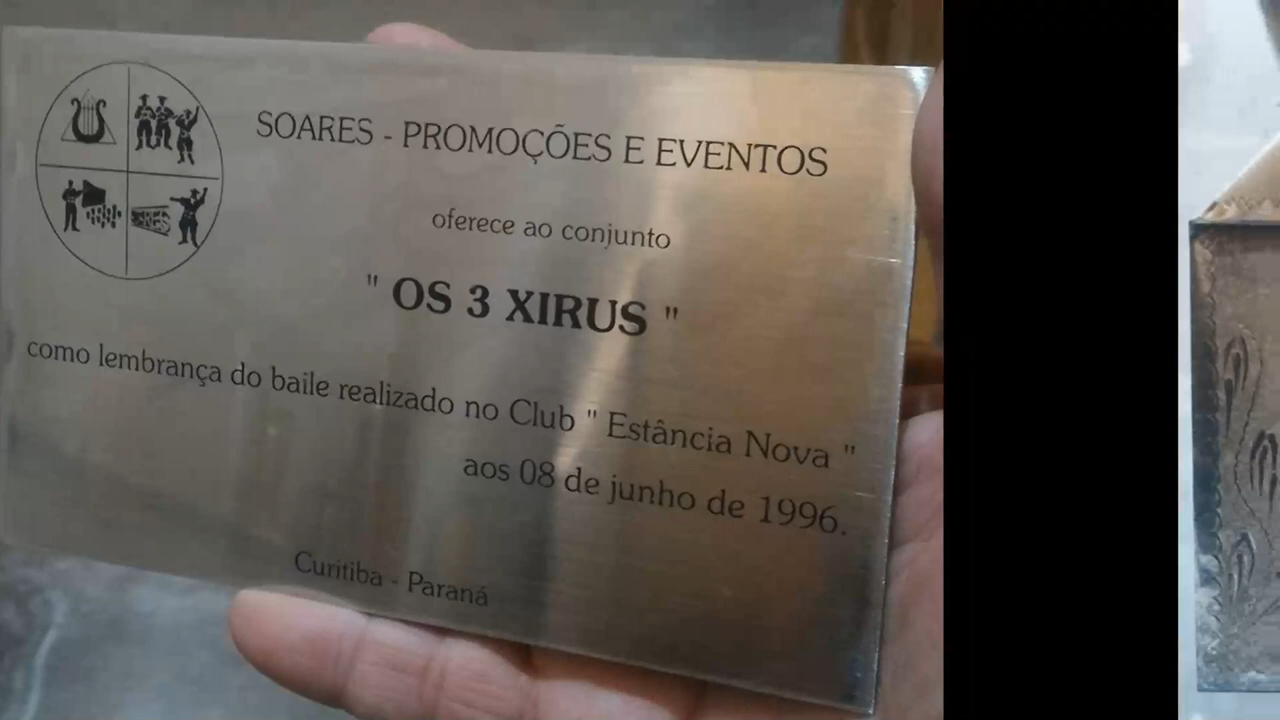 SOARES - PROMOÇÕES E EVENTOS
oferece ao conjunto
" OS 3 XIRUS "
como lembrança do baile realizado no Club " Estância Nova "
aos 08 de junho de 1996.
Curitiba - Paraná